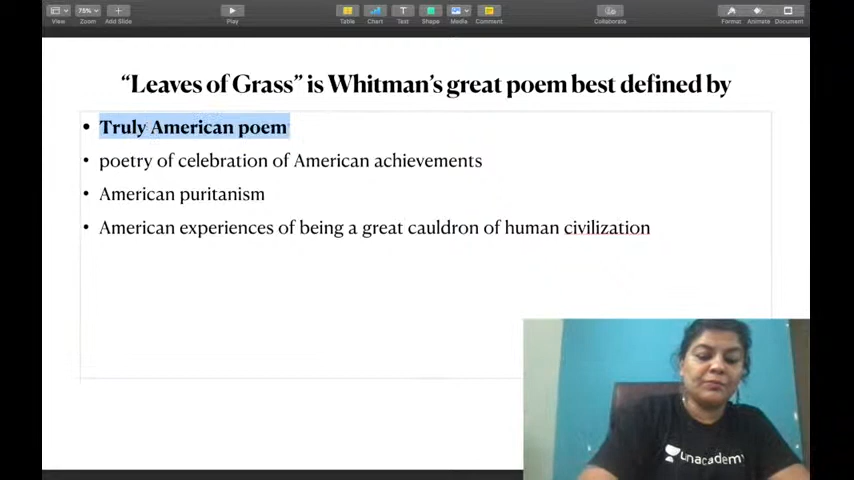 View
75%
Zoom
Add Slide
Play
Table
Chart
Text
Shape
Media
Comment
Collaborate
Format
Animate
Document
“Leaves of Grass” is Whitman’s great poem best defined by
• Truly American poem
• poetry of celebration of American achievements
• American puritanism
• American experiences of being a great cauldron of human civilization
unacademy